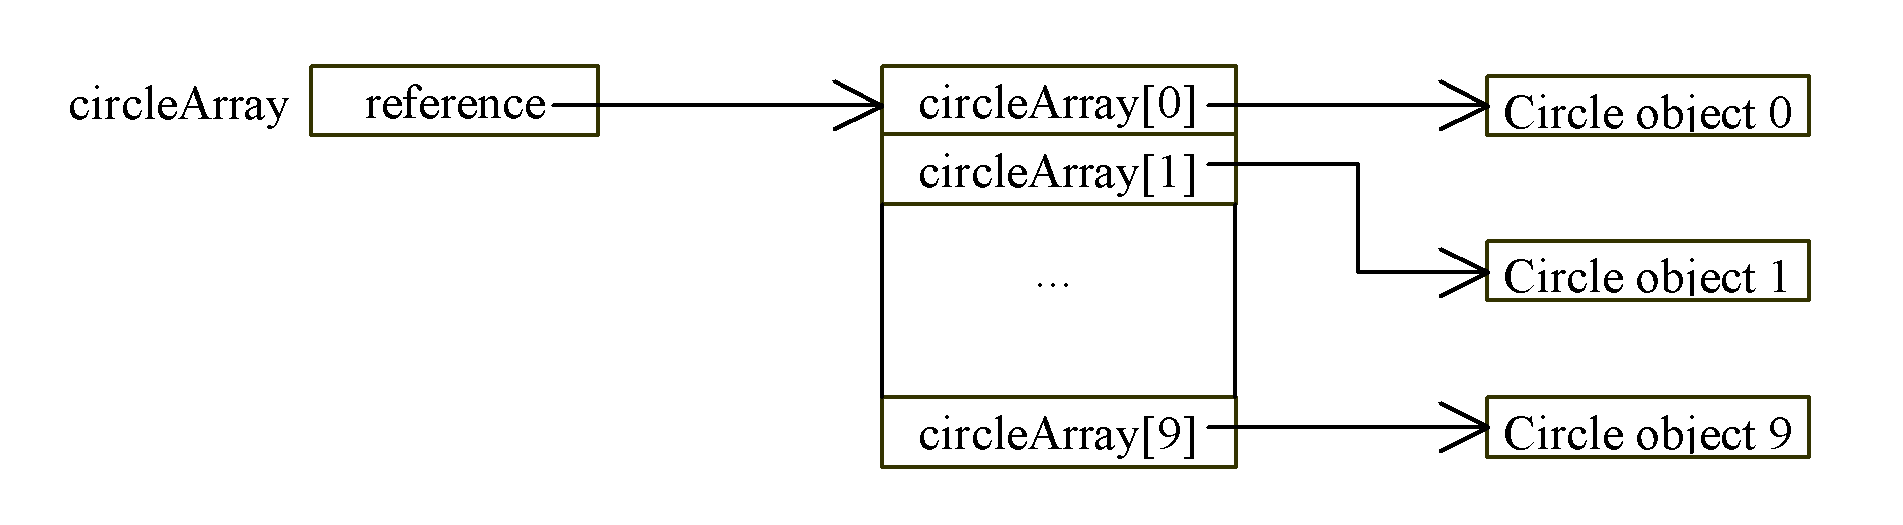 circleArray reference circleArray[0] Circle object 0
circleArray[1]
... Circle object 1
circleArray[9] Circle object 9